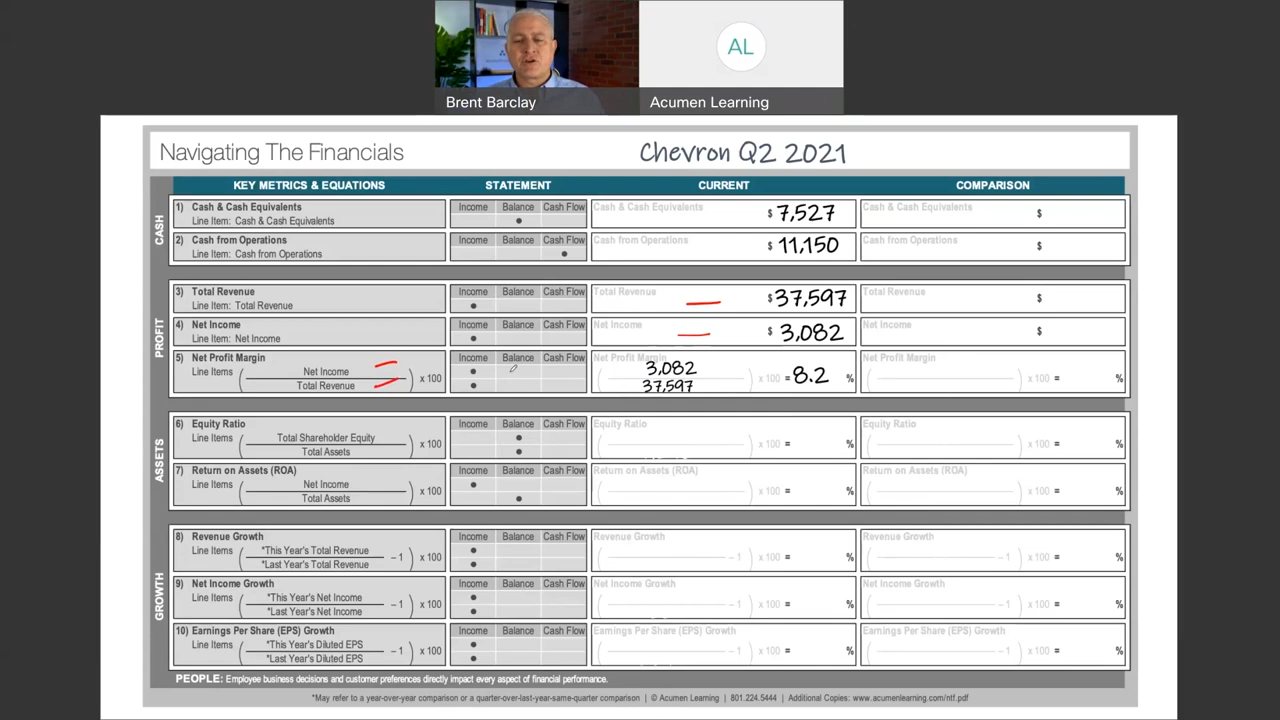 AL
Brent Barclay
Acumen Learning
Navigating The Financials
Chevron Q2 2021
KEY METRICS & EQUATIONS STATEMENT CURRENT COMPARISON
CASH
1) Cash & Cash Equivalents Income Balance Cash Flow Cash & Cash Equivalents $ 7,527 Cash & Cash Equivalents $
Line Item: Cash & Cash Equivalents
2) Cash from Operations Income Balance Cash Flow Cash from Operations $ 11,150 Cash from Operations $
Line Item: Cash from Operations
PROFIT
3) Total Revenue Income Balance Cash Flow Total Revenue $ 37,597 Total Revenue $
Line Item: Total Revenue
4) Net Income Income Balance Cash Flow Net Income $ 3,082 Net Income $
Line Item: Net Income
5) Net Profit Margin Income Balance Cash Flow Net Profit Margin Net Profit Margin
Line Items ( Net Income ) x 100 ( 3,082 ) x 100 = 8.2 % ( ) x 100 = %
Total Revenue 37,597
ASSETS
6) Equity Ratio Income Balance Cash Flow Equity Ratio Equity Ratio
Line Items ( Total Shareholder Equity ) x 100 ( ) x 100 = % ( ) x 100 = %
Total Assets
7) Return on Assets (ROA) Income Balance Cash Flow Return on Assets (ROA) Return on Assets (ROA)
Line Items ( Net Income ) x 100 ( ) x 100 = % ( ) x 100 = %
Total Assets
GROWTH
8) Revenue Growth Income Balance Cash Flow Revenue Growth Revenue Growth
Line Items ( *This Year's Total Revenue – 1 ) x 100 ( – 1 ) x 100 = % ( – 1 ) x 100 = %
*Last Year's Total Revenue
9) Net Income Growth Income Balance Cash Flow Net Income Growth Net Income Growth
Line Items ( *This Year's Net Income – 1 ) x 100 ( – 1 ) x 100 = % ( – 1 ) x 100 = %
*Last Year's Net Income
10) Earnings Per Share (EPS) Growth Income Balance Cash Flow Earnings Per Share (EPS) Growth Earnings Per Share (EPS) Growth
Line Items ( *This Year's Diluted EPS – 1 ) x 100 ( – 1 ) x 100 = % ( – 1 ) x 100 = %
*Last Year's Diluted EPS
PEOPLE: Employee business decisions and customer preferences directly impact every aspect of financial performance.
*May refer to a year-over-year comparison or a quarter-over-last-year-same-quarter comparison | © Acumen Learning | 801.224.5444 | Additional Copies: www.acumenlearning.com/ntf.pdf